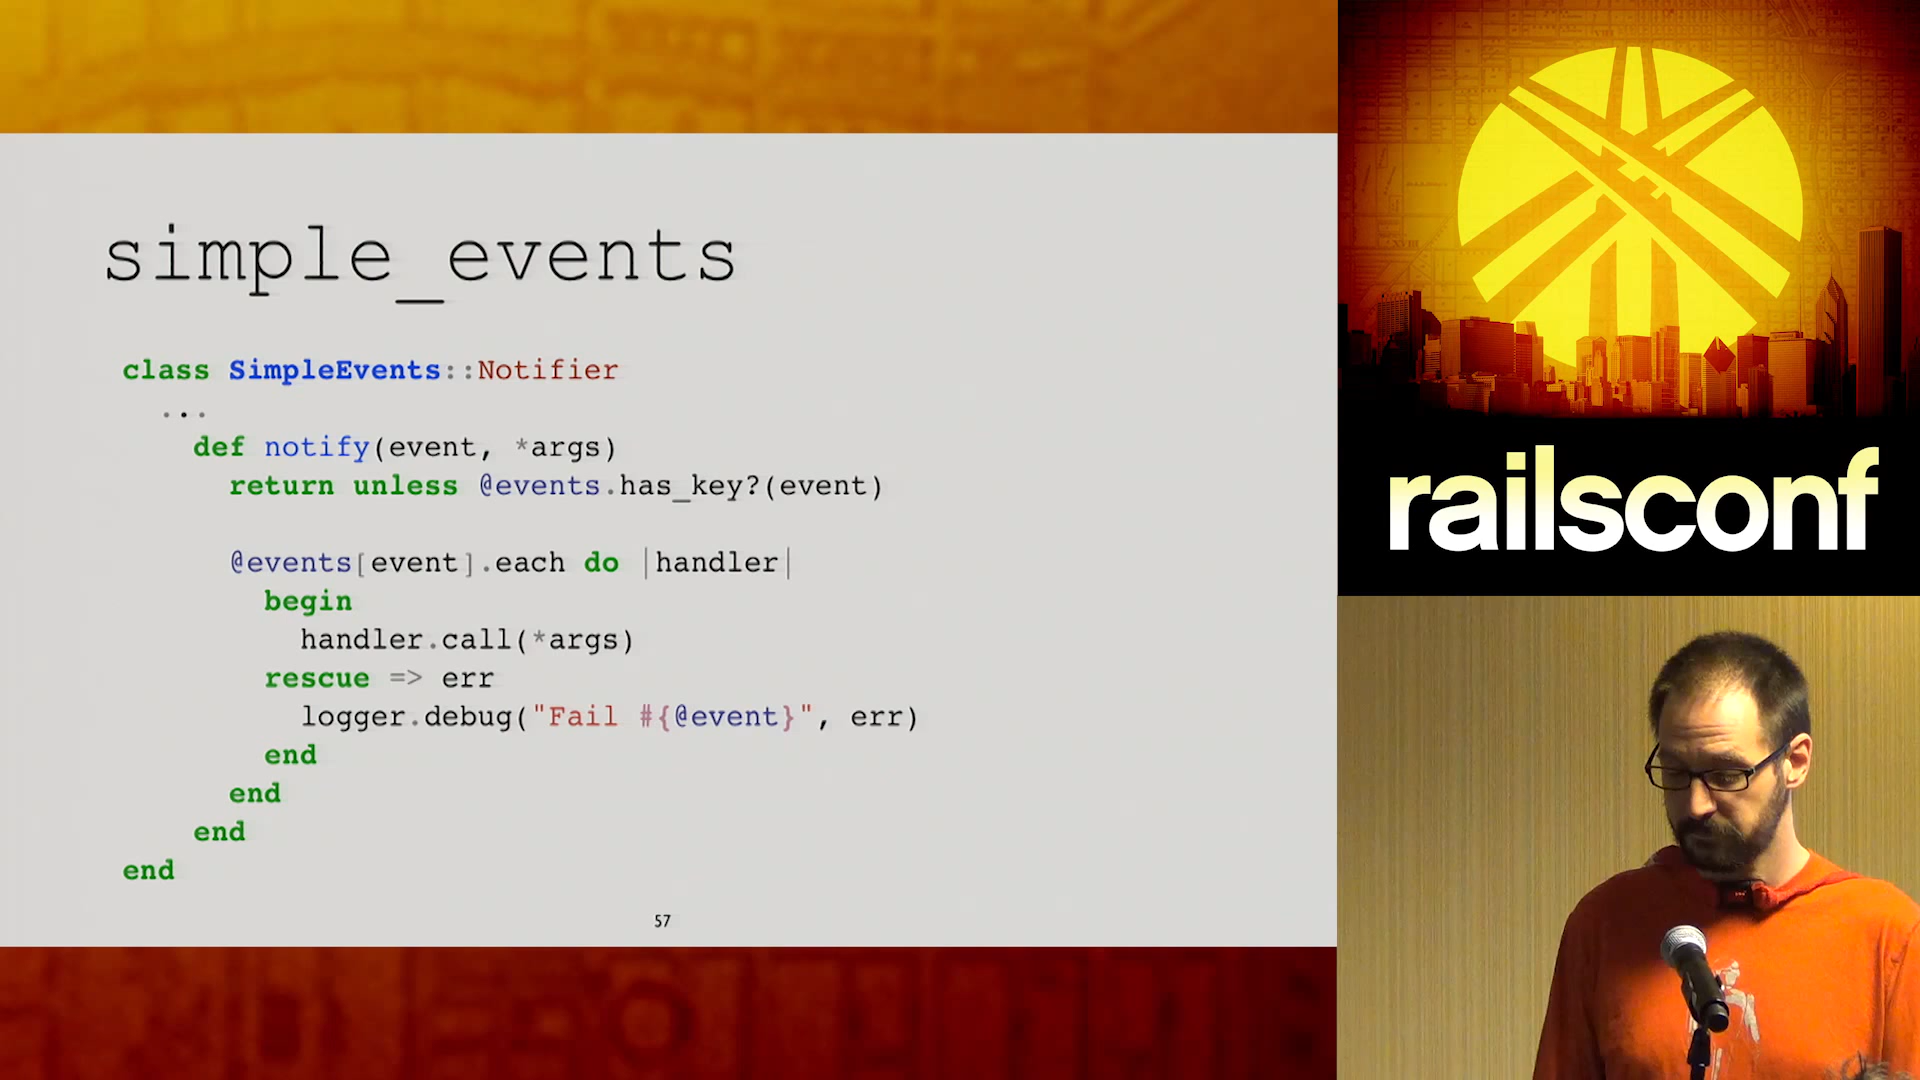 simple_events
class SimpleEvents::Notifier
...
def notify(event, *args)
return unless @events.has_key?(event)
@events[event].each do |handler|
begin
handler.call(*args)
rescue => err
logger.debug("Fail #{@event}", err)
end
end
end
end
57
railsconf